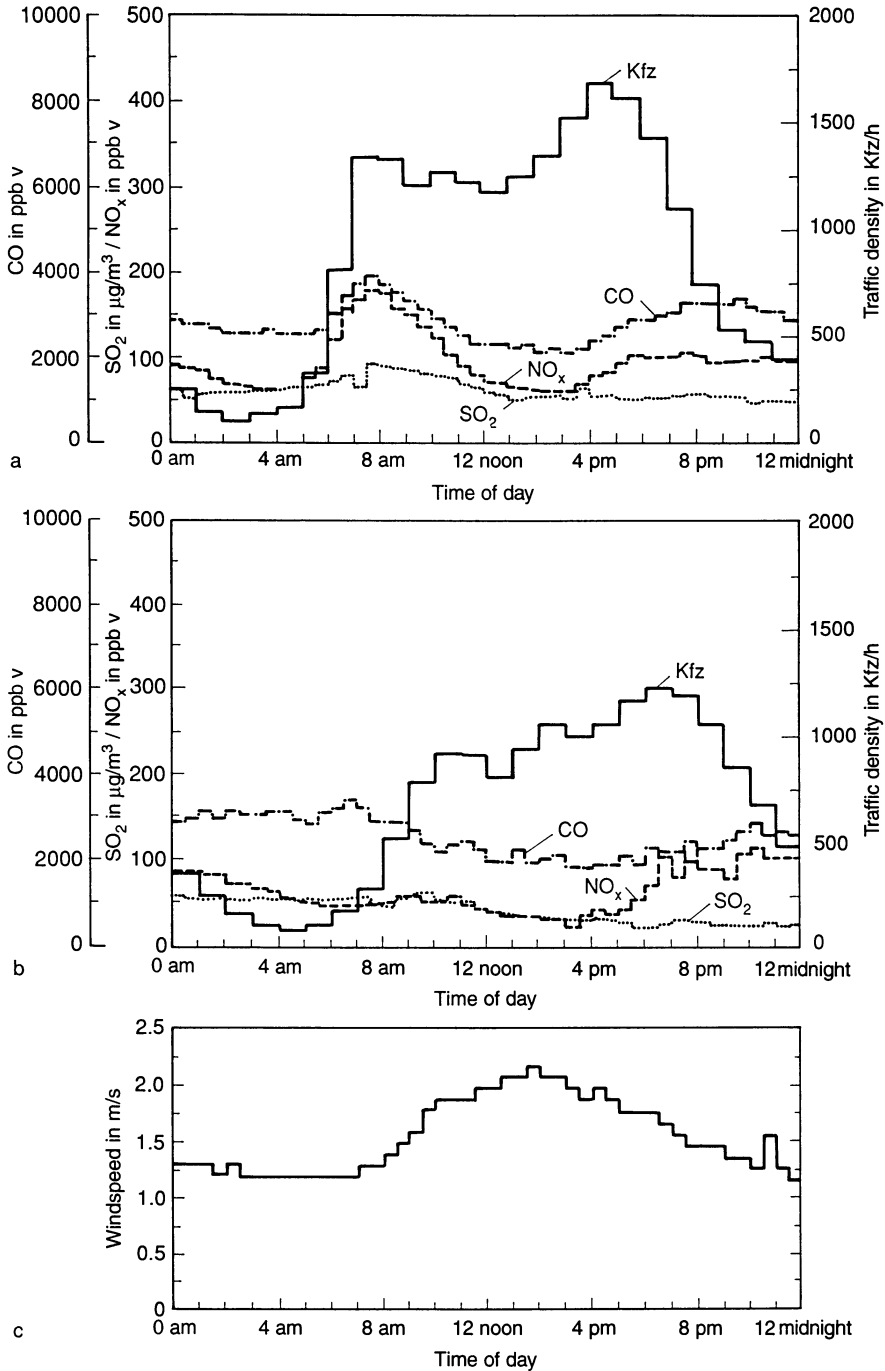 10000
8000
6000
4000
2000
0
CO in ppb v
500
400
300
200
100
0
SO2 in µg/m³ / NOx in ppb v
2000
1500
1000
500
0
Traffic density in Kfz/h
Kfz
CO
NOx
SO2
0 am 4 am 8 am 12 noon 4 pm 8 pm 12 midnight
Time of day
a
10000
8000
6000
4000
2000
0
CO in ppb v
500
400
300
200
100
0
SO2 in µg/m³ / NOx in ppb v
2000
1500
1000
500
0
Traffic density in Kfz/h
Kfz
CO
NOx
SO2
0 am 4 am 8 am 12 noon 4 pm 8 pm 12 midnight
Time of day
b
2.5
2.0
1.5
1.0
0.5
0
Windspeed in m/s
0 am 4 am 8 am 12 noon 4 pm 8 pm 12 midnight
Time of day
c